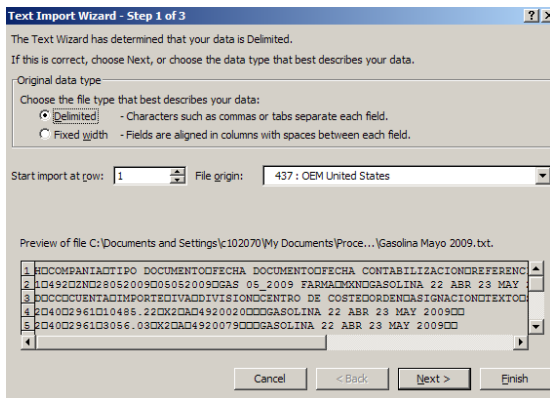 Text Import Wizard - Step 1 of 3
The Text Wizard has determined that your data is Delimited.
If this is correct, choose Next, or choose the data type that best describes your data.
Original data type
Choose the file type that best describes your data:
Delimited - Characters such as commas or tabs separate each field.
Fixed width - Fields are aligned in columns with spaces between each field.
Start import at row: 1 File origin: 437 : OEM United States
Preview of file C:\Documents and Settings\c102070\My Documents\Proce...\Gasolina Mayo 2009.txt.
1 H□COMPANIA□TIPO DOCUMENTO□FECHA DOCUMENTO□FECHA CONTABILIZACION□REFERENC
2 1□492□ZN□28052009□05052009□GAS 05_2009 FARMA□MXN□GASOLINA 22 ABR 23 MAY
3 D□CC□CUENTA□IMPORTE□IVA□DIVISION□CENTRO DE COSTE□ORDEN□ASIGNACION□TEXTO□
4 2□40□2961□10485.22□X2□A□4920020□□□GASOLINA 22 ABR 23 MAY 2009□□
5 2□40□2961□3056.03□X2□A□4920079□□□GASOLINA 22 ABR 23 MAY 2009□□
Cancel < Back Next > Finish